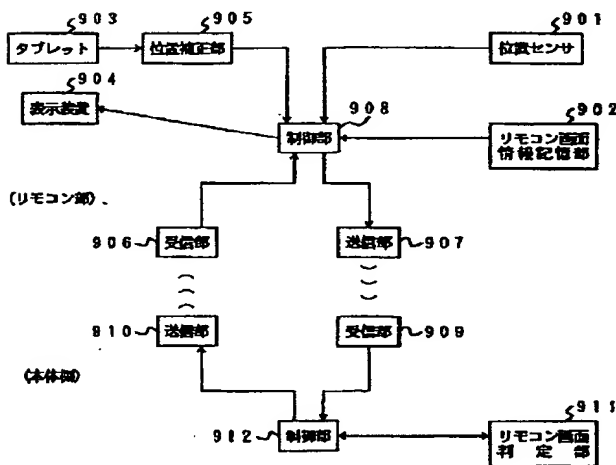 903
905
901
タブレット
位置補正部
位置センサ
904
表示装置
908
902
制御部
リモコン画面
情報記憶部
(リモコン部)、
906
受信部
送信部
907
910
送信部
受信部
909
(本体側)
911
912
制御部
リモコン画面
判定部